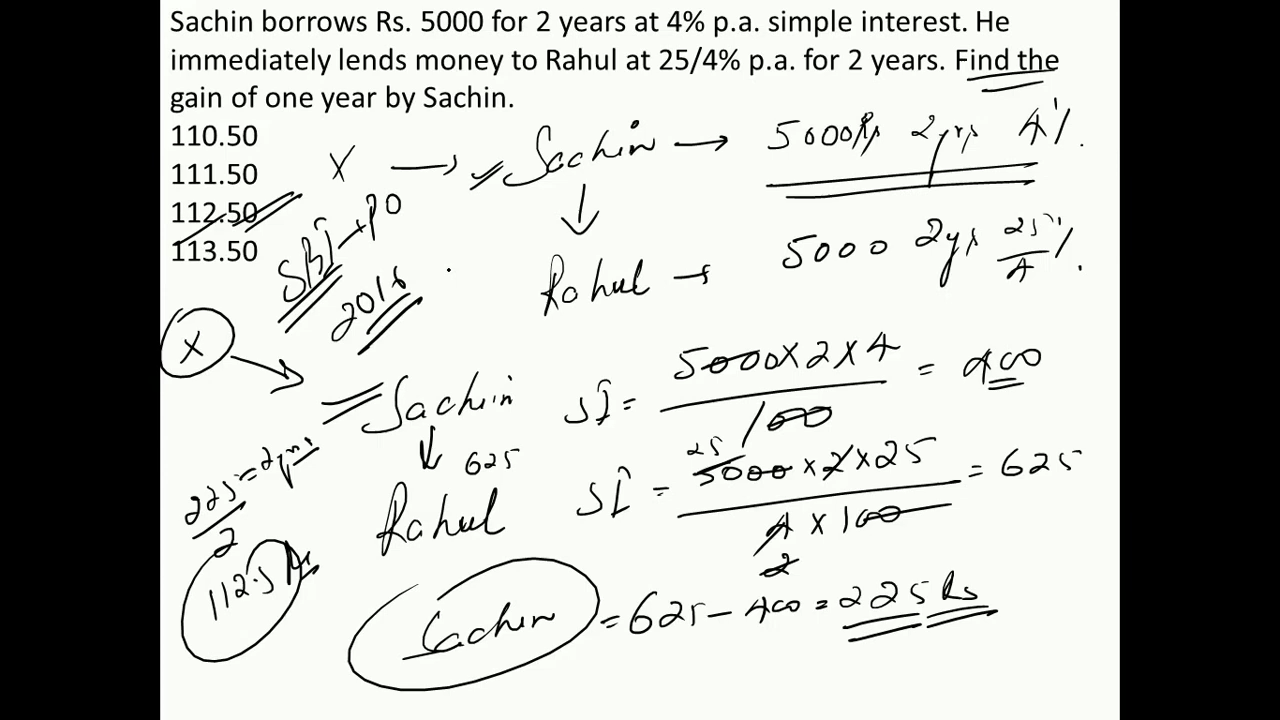 Sachin borrows Rs. 5000 for 2 years at 4% p.a. simple interest. He
immediately lends money to Rahul at 25/4% p.a. for 2 years. Find the
gain of one year by Sachin.
110.50
111.50
112.50
113.50
X → Sachin → 5000Rs 2yrs 4%.
SBI - PO
2016
Rahul → 5000 2yrs 25/4 %.
X
Sachin SI = 5000 x 2 x 4 / 100 = 400
625
Rahul SI = 5000 x 2 x 25 / 4 x 100 = 625
25
2
225 = 2yrs
2
112.5 Rs
Sachin = 625 - 400 = 225 Rs